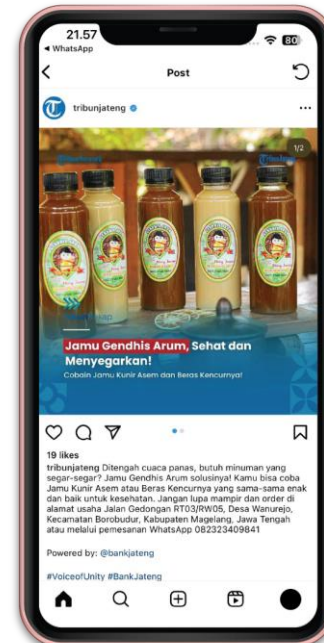 21.57
◄ WhatsApp
80
Post
tribunjateng
1/2
Jamu Gendhis Arum, Sehat dan
Menyegarkan!
Cobain Jamu Kunir Asem dan Beras Kencurnya!
19 likes
tribunjateng Ditengah cuaca panas, butuh minuman yang
segar-segar? Jamu Gendhis Arum solusinya! Kamu bisa coba
Jamu Kunir Asem atau Beras Kencurnya yang sama-sama enak
dan baik untuk kesehatan. Jangan lupa mampir dan order di
alamat usaha Jalan Gedongan RT03/RW05, Desa Wanurejo,
Kecamatan Borobudur, Kabupaten Magelang, Jawa Tengah
atau melalui pemesanan WhatsApp 082323409841
Powered by: @bankjateng
#VoiceofUnity #BankJateng